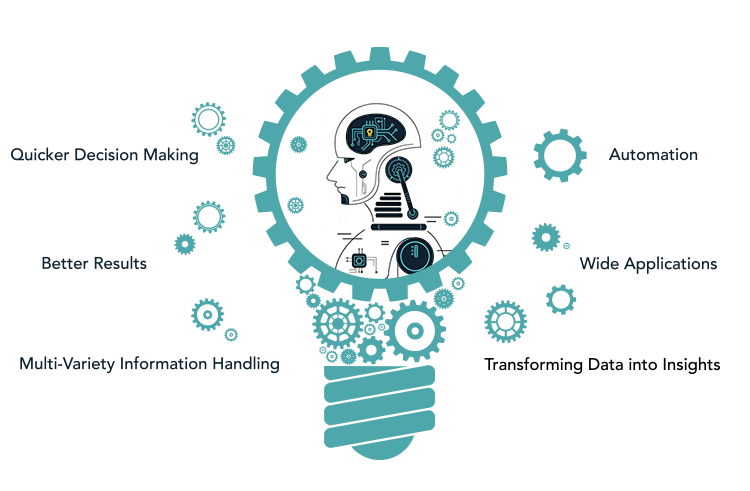 Quicker Decision Making
Automation
Better Results
Wide Applications
Multi-Variety Information Handling
Transforming Data into Insights